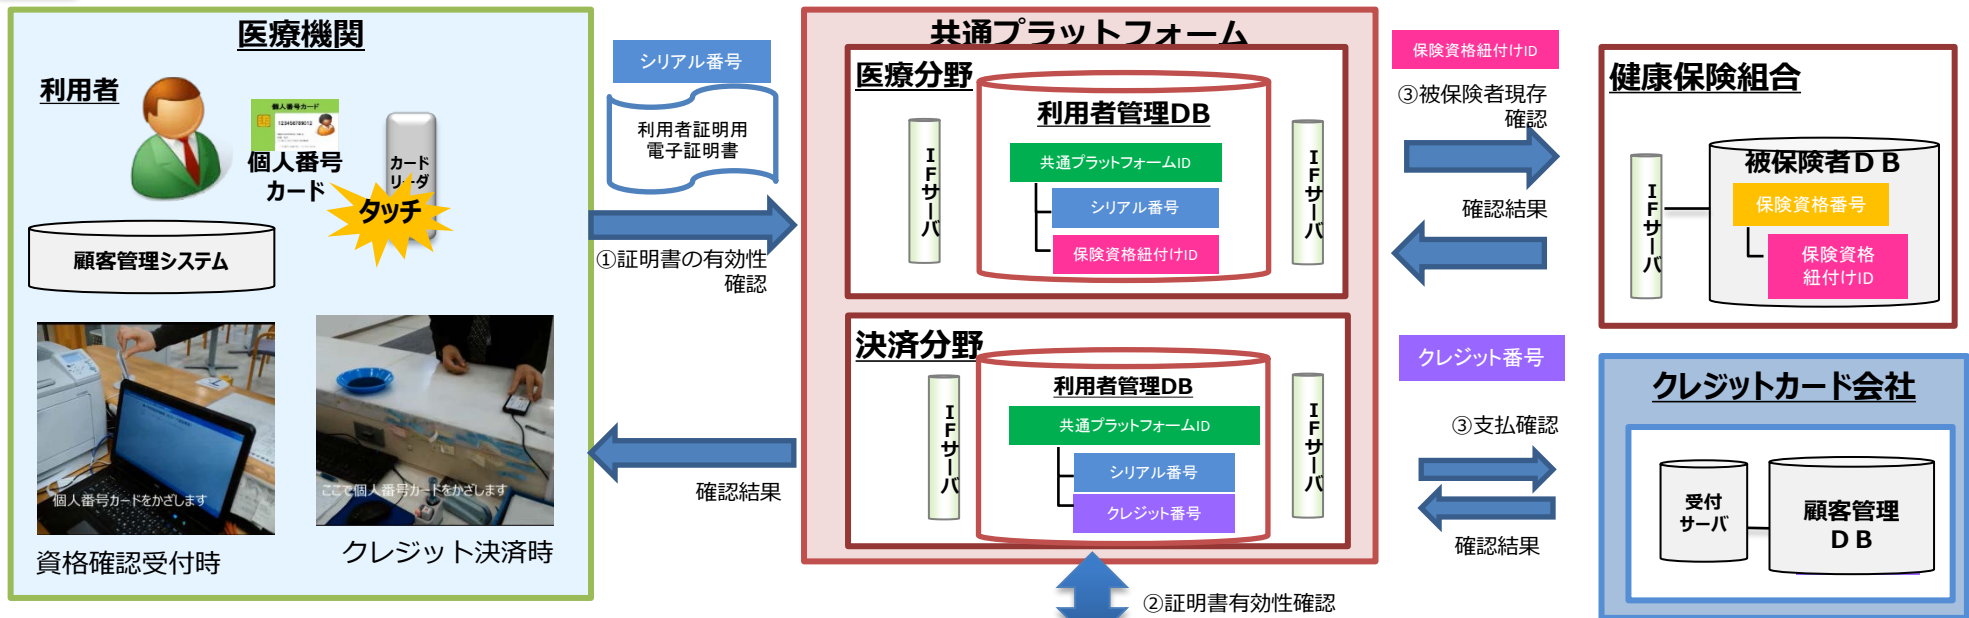 医療機関
利用者
個人番号カード
123456789012
個人番号
カード
カード
リーダ
タッチ
顧客管理システム
個人番号カードをかざします
資格確認受付時
ここで個人番号カードをかざします
クレジット決済時
シリアル番号
利用者証明用
電子証明書
①証明書の有効性
確認
確認結果
共通プラットフォーム
医療分野
IFサーバ
利用者管理DB
共通プラットフォームID
シリアル番号
保険資格紐付けID
IFサーバ
決済分野
IFサーバ
利用者管理DB
共通プラットフォームID
シリアル番号
クレジット番号
IFサーバ
②証明書有効性確認
保険資格紐付けID
③被保険者現存
確認
確認結果
クレジット番号
③支払確認
確認結果
健康保険組合
IFサーバ
被保険者DB
保険資格番号
保険資格
紐付けID
クレジットカード会社
受付
サーバ
顧客管理
DB